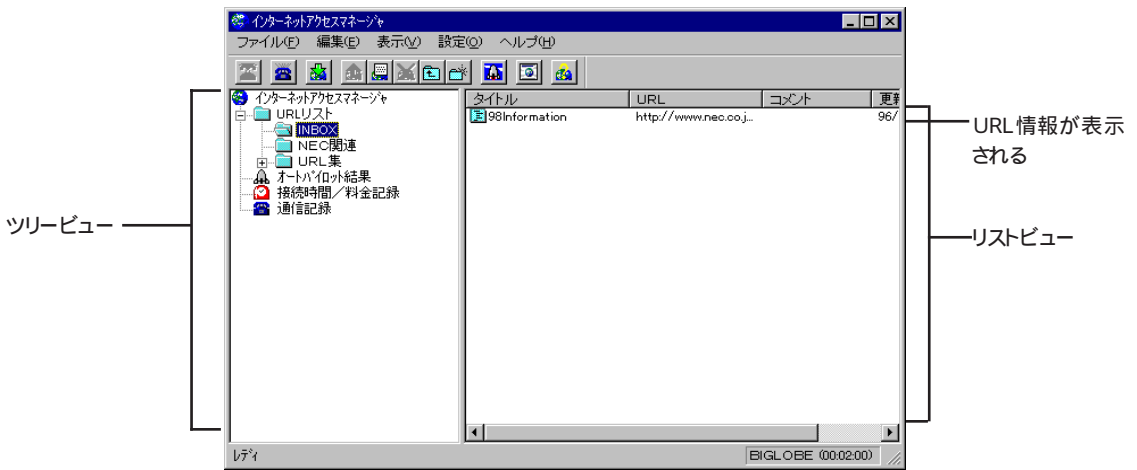 インターネットアクセスマネージャ
ファイル(F) 編集(E) 表示(V) 設定(O) ヘルプ(H)
インターネットアクセスマネージャ
URLリスト
INBOX
NEC関連
URL集
オートパイロット結果
接続時間/料金記録
通信記録
タイトル URL コメント 更新
98Information http://www.nec.co.j... 96/
レディ BIGLOBE (00:02:00)
ツリービュー
URL情報が表示
される
リストビュー